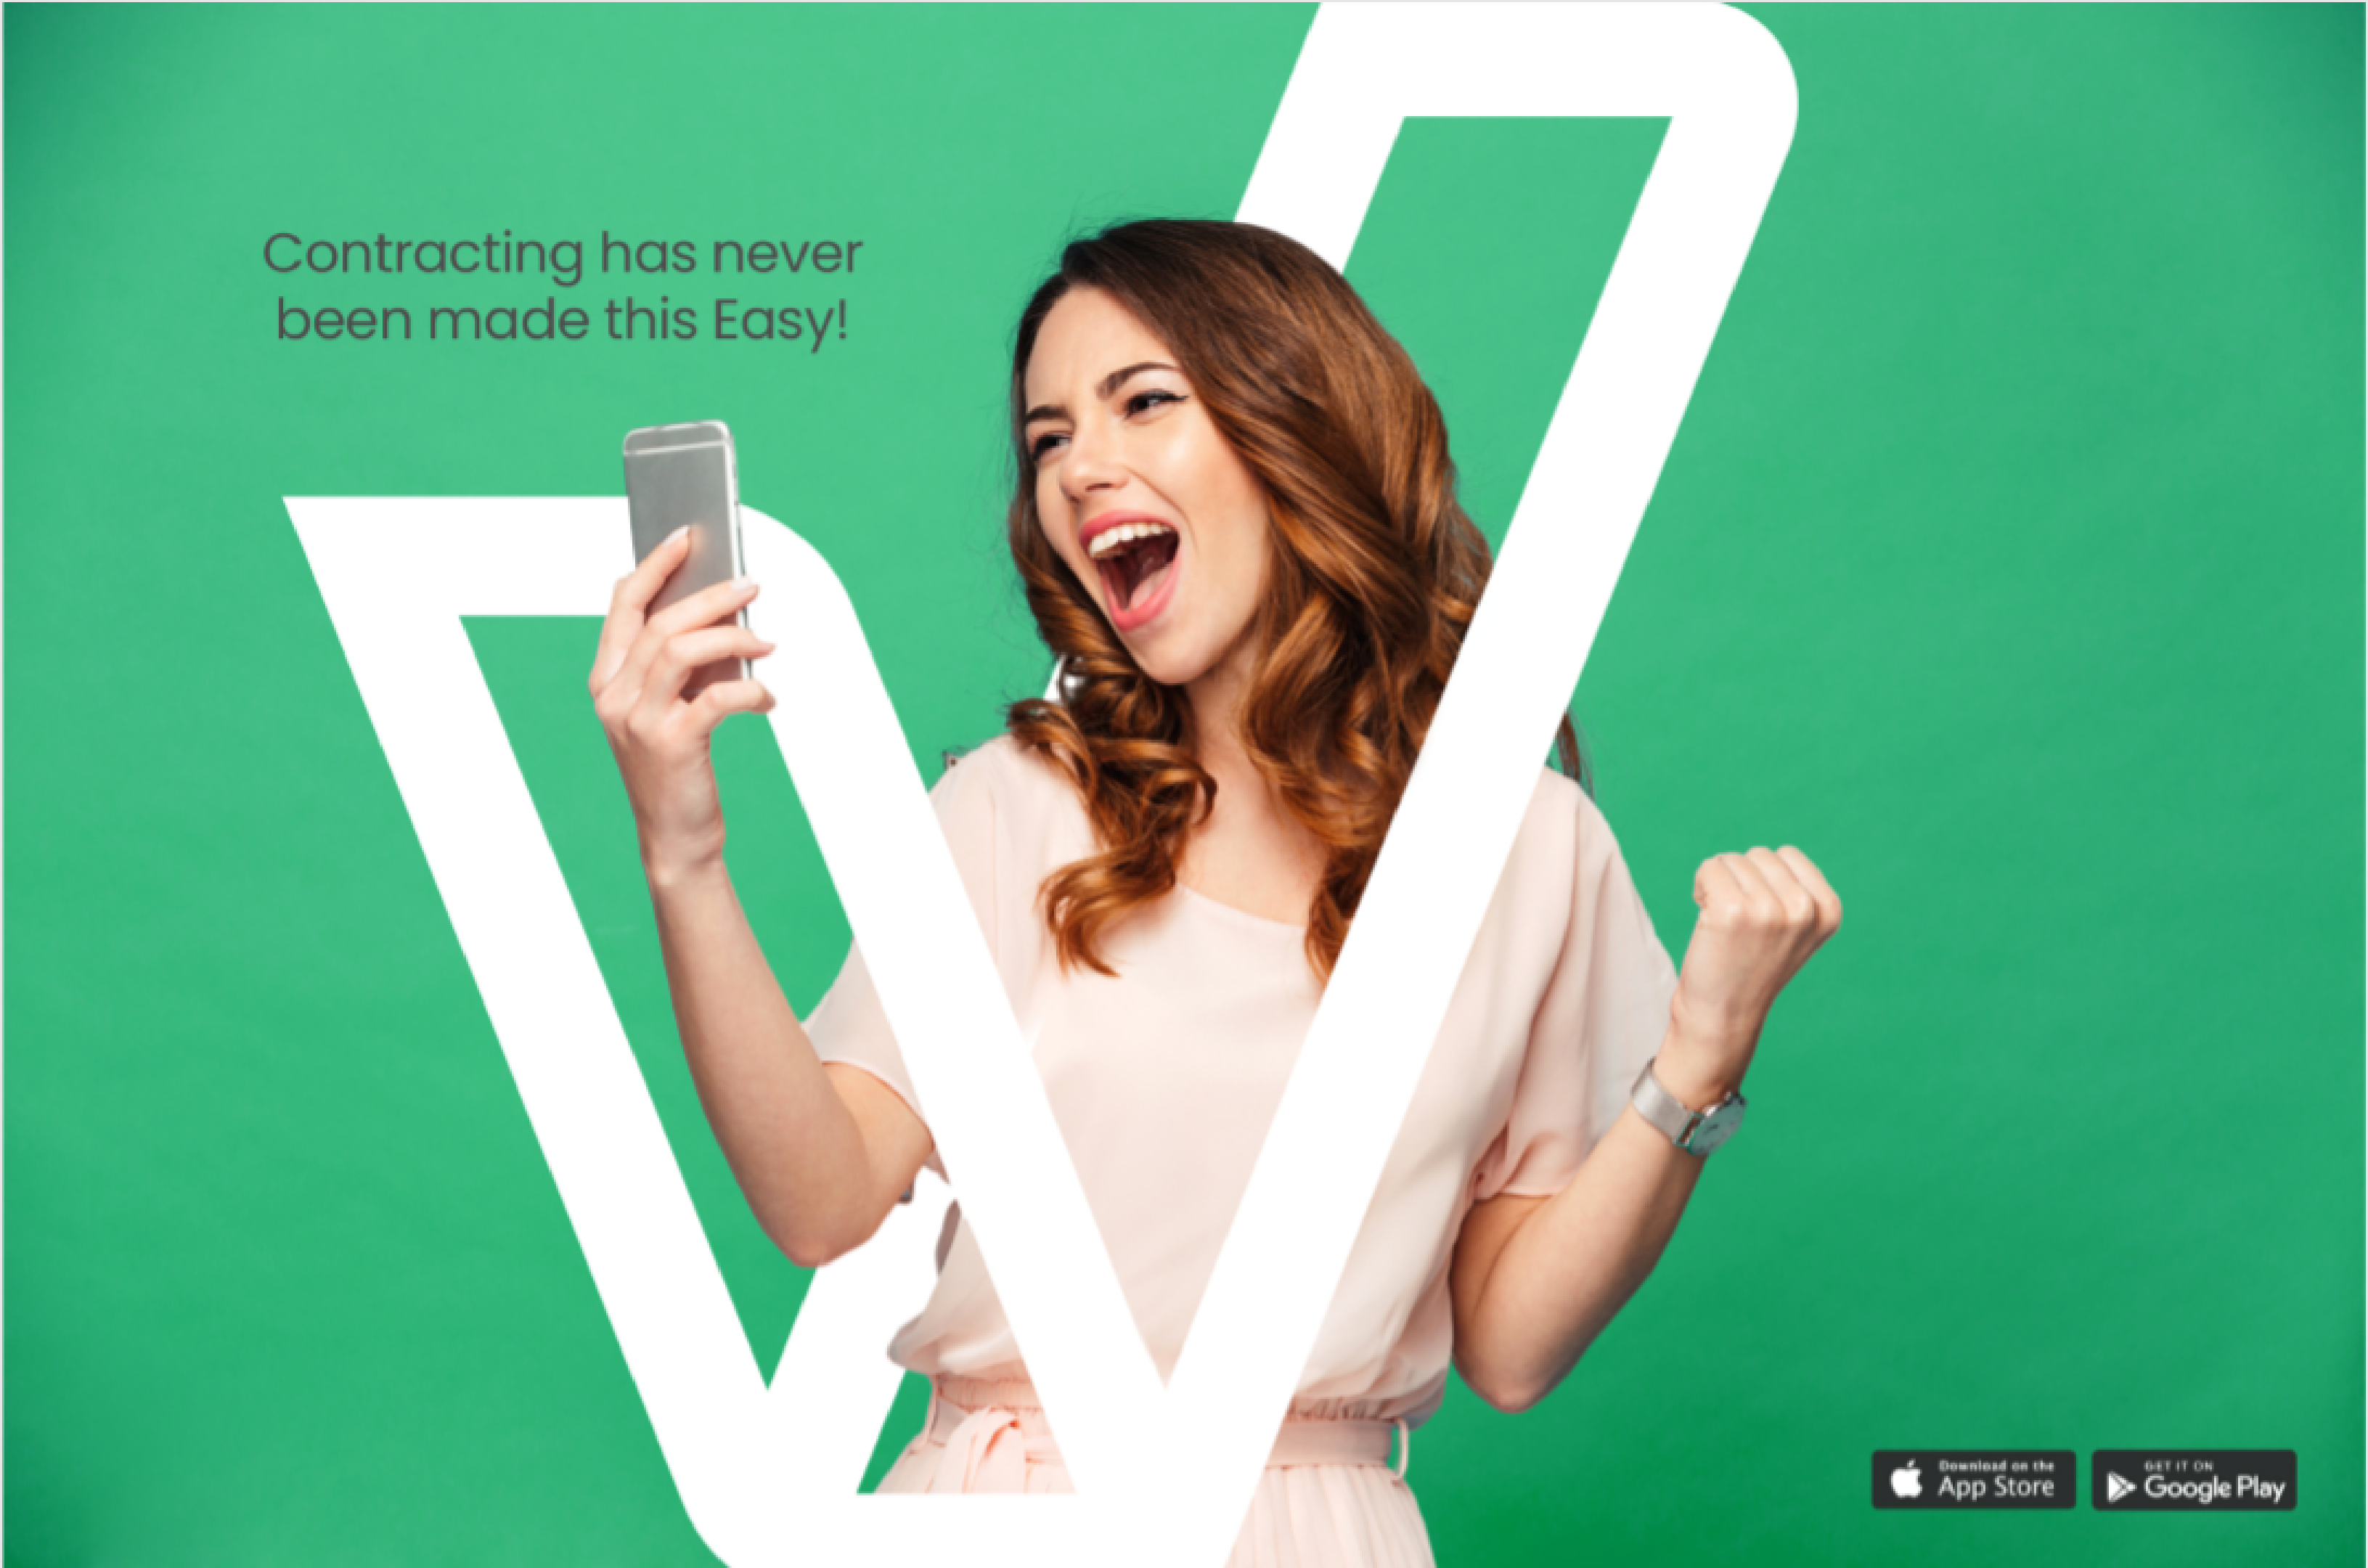 Contracting has never
been made this Easy!
Download on the
App Store
GET IT ON
Google Play